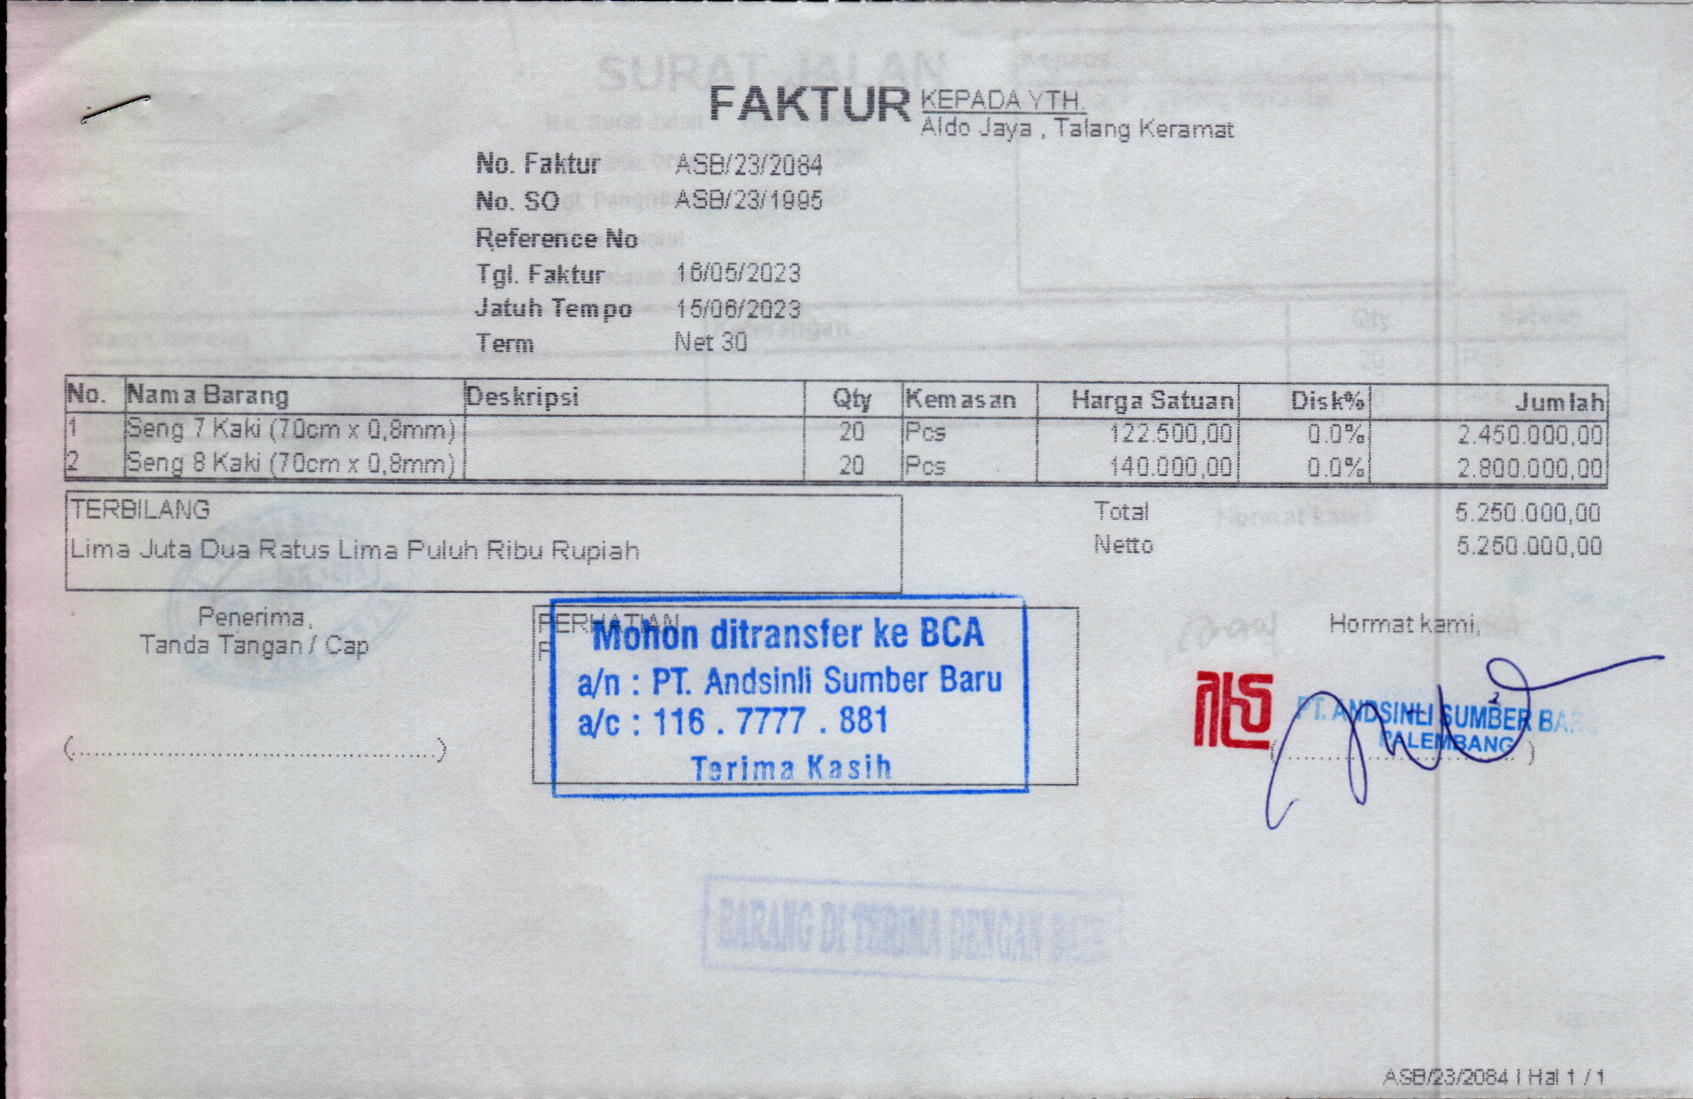 SURAT JALAN
FAKTUR
KEPADA YTH.
Aldo Jaya , Talang Keramat
No. Faktur ASB/23/2084
No. SO ASB/23/1995
Reference No
Tgl. Faktur 16/05/2023
Jatuh Tempo 15/06/2023
Term Net 30
No. Nama Barang Deskripsi Qty Kemasan Harga Satuan Disk% Jumlah
1 Seng 7 Kaki (70cm x 0,8mm) 20 Pcs 122.500,00 0.0% 2.450.000,00
2 Seng 8 Kaki (70cm x 0,8mm) 20 Pcs 140.000,00 0.0% 2.800.000,00
TERBILANG
Lima Juta Dua Ratus Lima Puluh Ribu Rupiah
Total 5.250.000,00
Netto 5.250.000,00
Penerima,
Tanda Tangan / Cap
(...)
PERHATIAN
Mohon ditransfer ke BCA
a/n : PT. Andsinli Sumber Baru
a/c : 116 . 7777 . 881
Terima Kasih
Hormat kami,
PT. ANDSINLI SUMBER BARU
PALEMBANG
BARANG DI TERIMA DENGAN BAIK
ASB/23/2084 | Hal 1 / 1